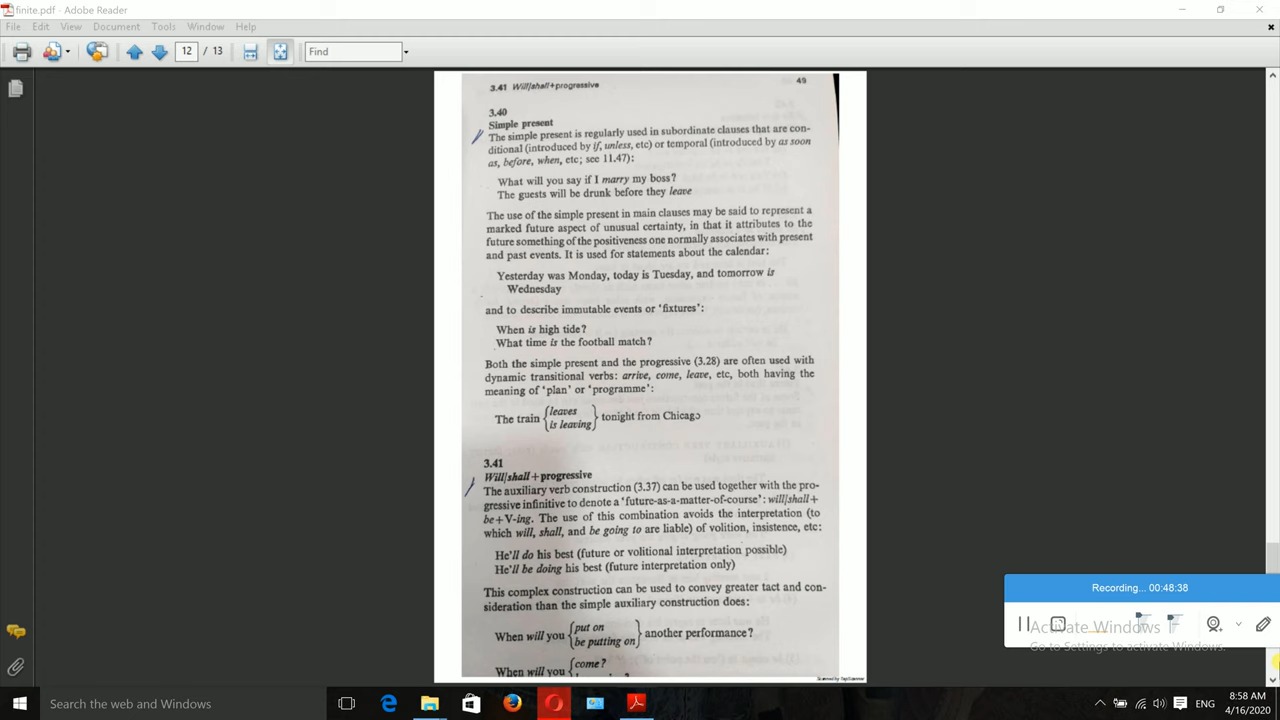 finite.pdf - Adobe Reader
File Edit View Document Tools Window Help
12 / 13 Find
3.41 Will/shall+progressive 49
3.40
Simple present
The simple present is regularly used in subordinate clauses that are con-
ditional (introduced by if, unless, etc) or temporal (introduced by as soon
as, before, when, etc; see 11.47):
What will you say if I marry my boss?
The guests will be drunk before they leave
The use of the simple present in main clauses may be said to represent a
marked future aspect of unusual certainty, in that it attributes to the
future something of the positiveness one normally associates with present
and past events. It is used for statements about the calendar:
Yesterday was Monday, today is Tuesday, and tomorrow is
Wednesday
and to describe immutable events or ‘fixtures’:
When is high tide?
What time is the football match?
Both the simple present and the progressive (3.28) are often used with
dynamic transitional verbs: arrive, come, leave, etc, both having the
meaning of ‘plan’ or ‘programme’:
The train {leaves
is leaving} tonight from Chicago
3.41
Will/shall + progressive
The auxiliary verb construction (3.37) can be used together with the pro-
gressive infinitive to denote a ‘future-as-a-matter-of-course’: will/shall+
be+V-ing. The use of this combination avoids the interpretation (to
which will, shall, and be going to are liable) of volition, insistence, etc:
He'll do his best (future or volitional interpretation possible)
He'll be doing his best (future interpretation only)
This complex construction can be used to convey greater tact and con-
sideration than the simple auxiliary construction does:
When will you {put on
be putting on} another performance?
When will you {come?
Scanned by TapScanner
Recording... 00:48:38
Activate Windows
Go to Settings to activate Windows.
Search the web and Windows
ENG
8:58 AM
4/16/2020